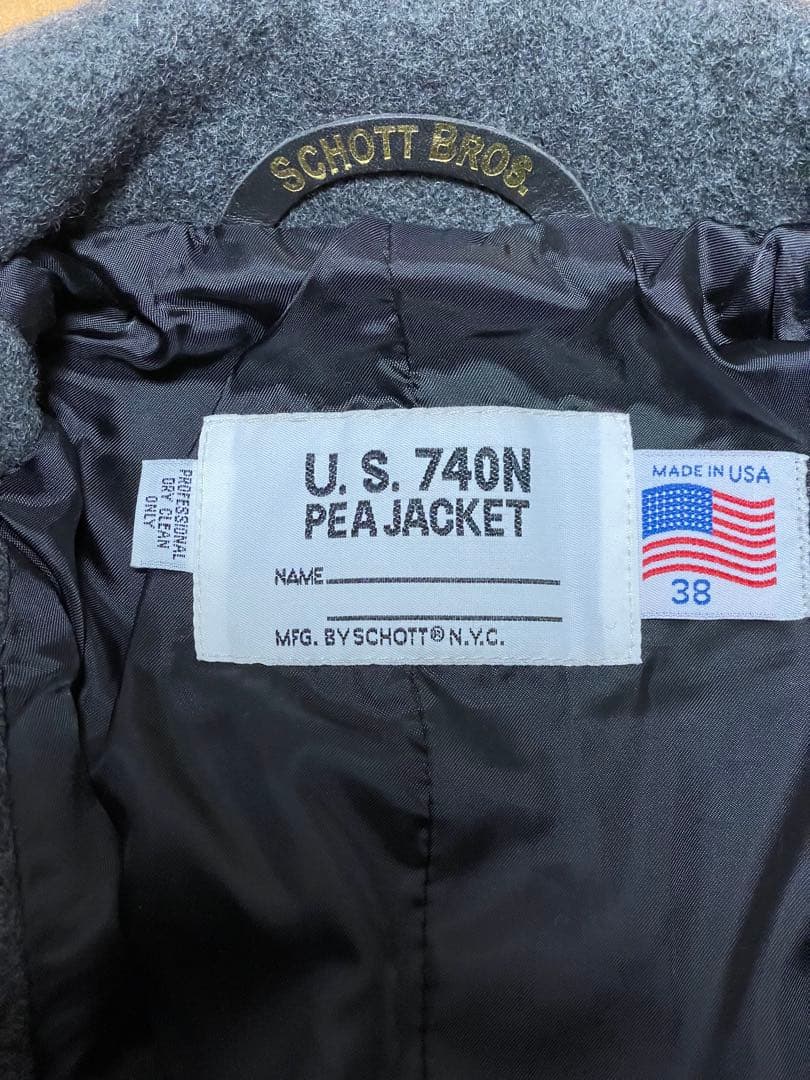 SCHOTT BROS.
U. S. 740N
PEA JACKET
NAME
MFG. BY SCHOTT® N.Y.C.
PROFESSIONAL
DRY CLEAN
ONLY
MADE IN USA
38